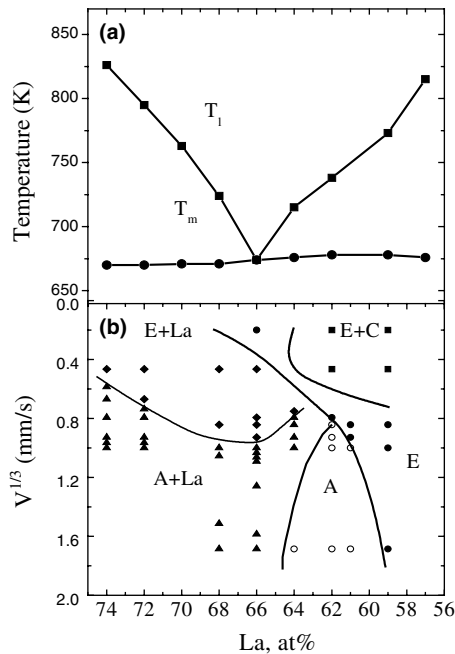 (a)
850
800
750
700
650
Temperature (K)
T_l
T_m
(b)
0.0
0.4
0.8
1.2
1.6
2.0
V^{1/3} (mm/s)
E+La
E+C
A+La
A
E
74 72 70 68 66 64 62 60 58 56
La, at%